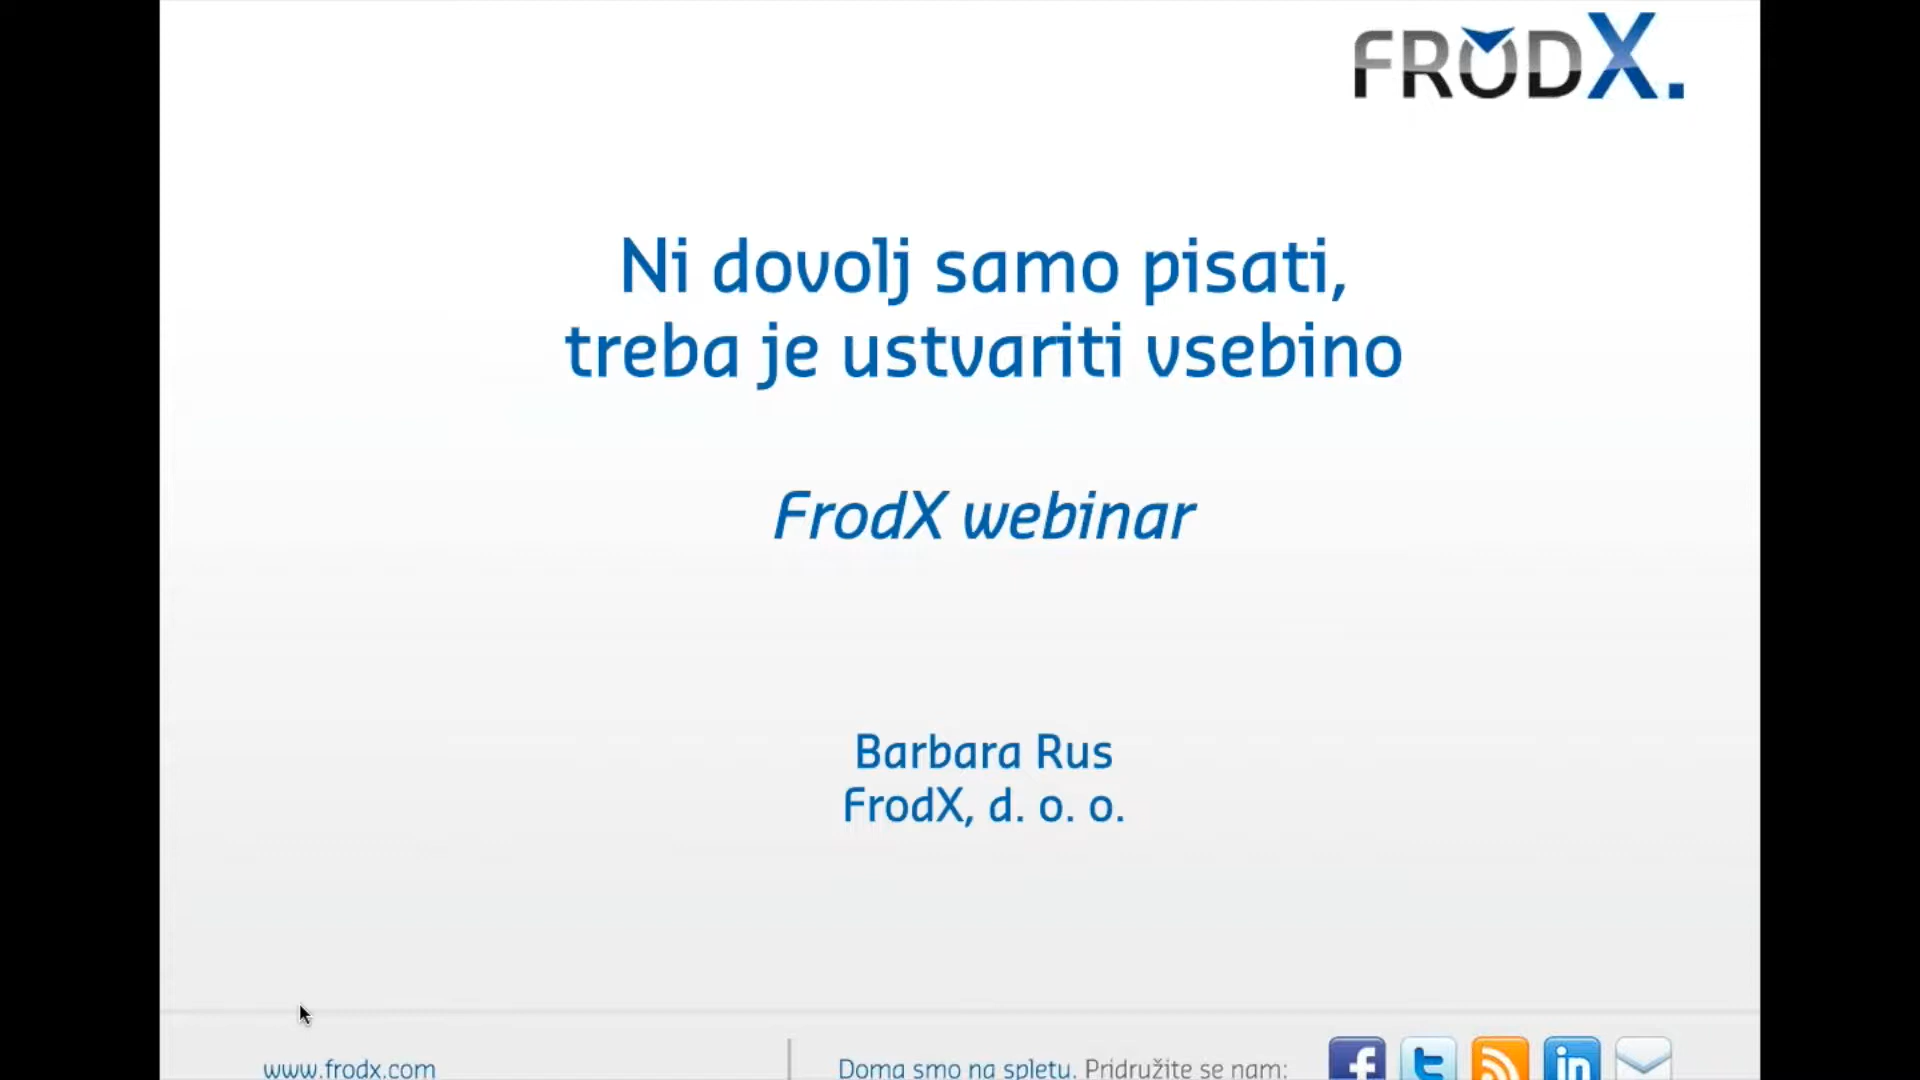 FRODX.
Ni dovolj samo pisati,
treba je ustvariti vsebino
FrodX webinar
Barbara Rus
FrodX, d. o. o.
www.frodx.com
Doma smo na spletu. Pridružite se nam: